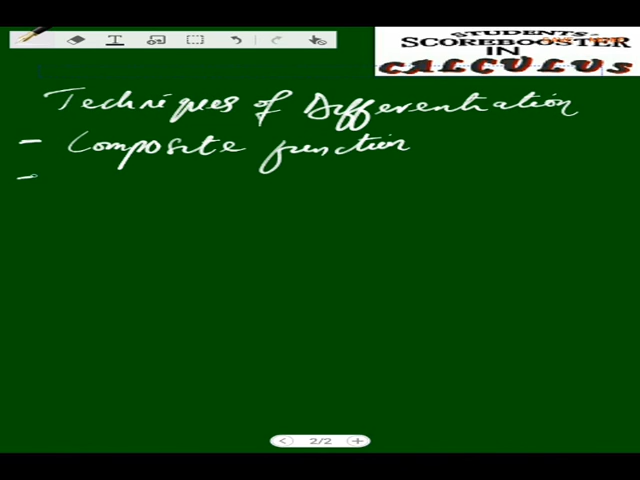 STUDENTS'
SCOREBOOSTER
IN
CALCULUS
Techniques of Differentiation
- Composite function
-
2/2